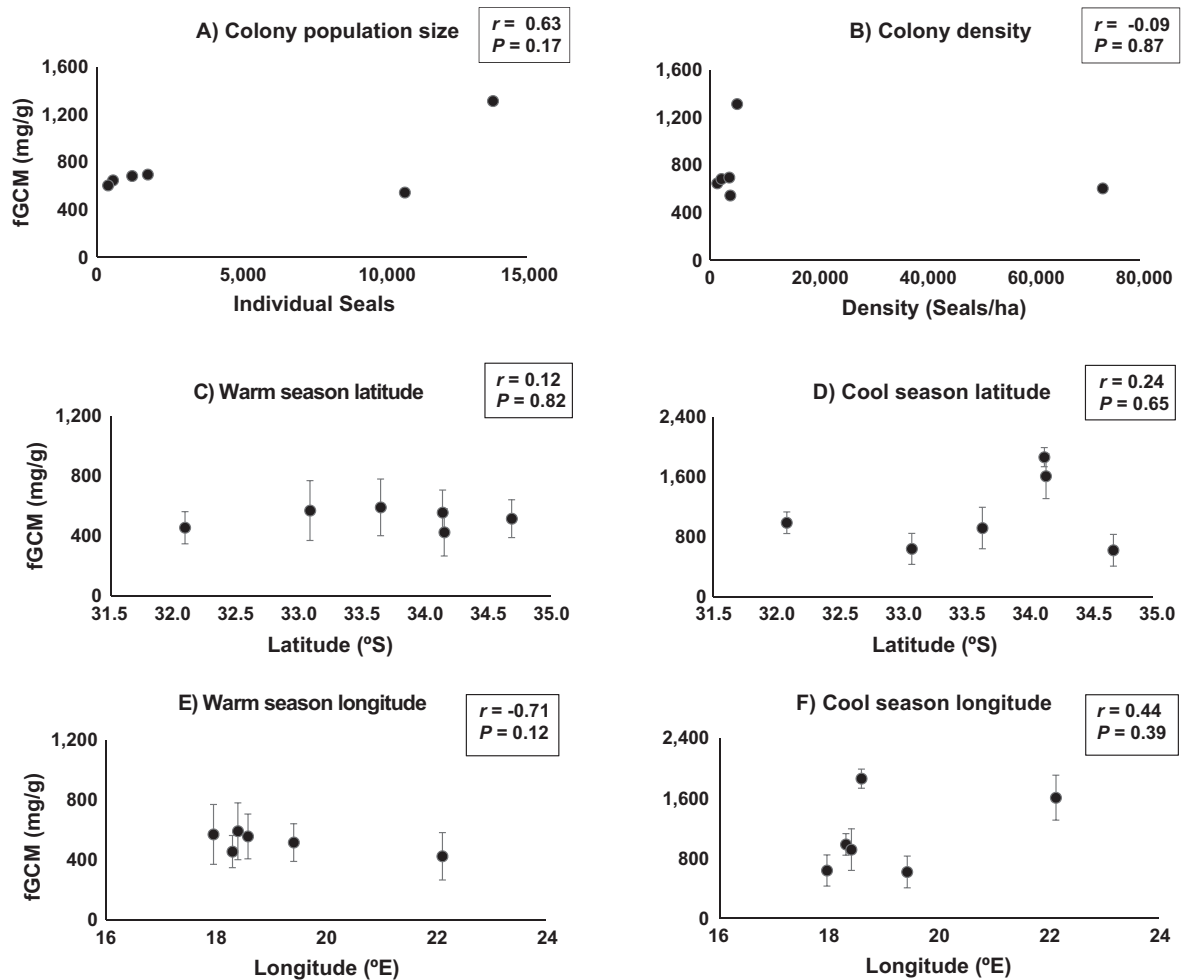 A) Colony population size
r = 0.63
P = 0.17
fGCM (mg/g)
1,600
1,200
800
400
0
0 5,000 10,000 15,000
Individual Seals
B) Colony density
r = -0.09
P = 0.87
1,600
1,200
800
400
0
0 20,000 40,000 60,000 80,000
Density (Seals/ha)
C) Warm season latitude
r = 0.12
P = 0.82
fGCM (mg/g)
1,200
800
400
0
31.5 32.0 32.5 33.0 33.5 34.0 34.5 35.0
Latitude (ºS)
D) Cool season latitude
r = 0.24
P = 0.65
2,400
1,600
800
0
31.5 32.0 32.5 33.0 33.5 34.0 34.5 35.0
Latitude (ºS)
E) Warm season longitude
r = -0.71
P = 0.12
fGCM (mg/g)
1,200
800
400
0
16 18 20 22 24
Longitude (ºE)
F) Cool season longitude
r = 0.44
P = 0.39
2,400
1,600
800
0
16 18 20 22 24
Longitude (ºE)